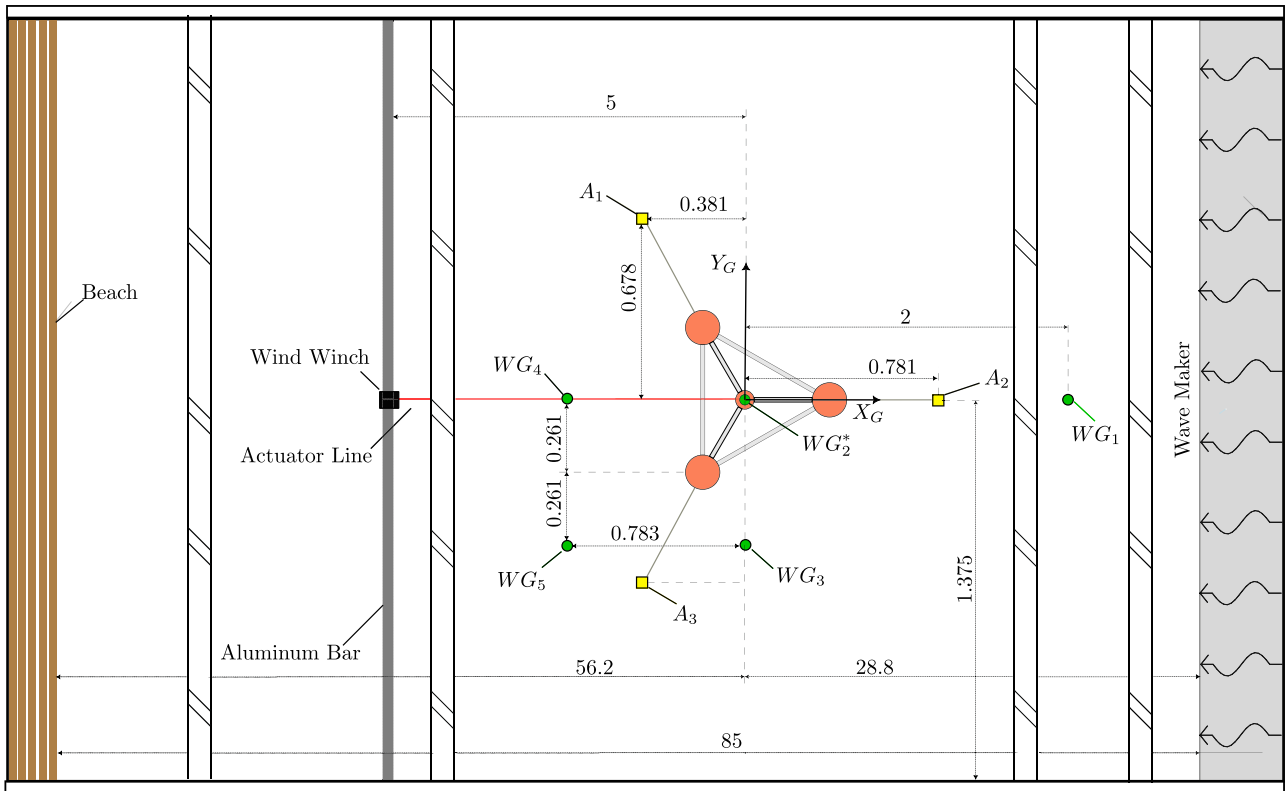 5
A₁
0.381
Y_G
0.678
Beach
2
Wind Winch
WG₄
0.781
A₂
Wave Maker
X_G
WG₁
0.261
WG₂*
Actuator Line
0.261
0.783
WG₅
WG₃
1.375
A₃
Aluminum Bar
56.2
28.8
85